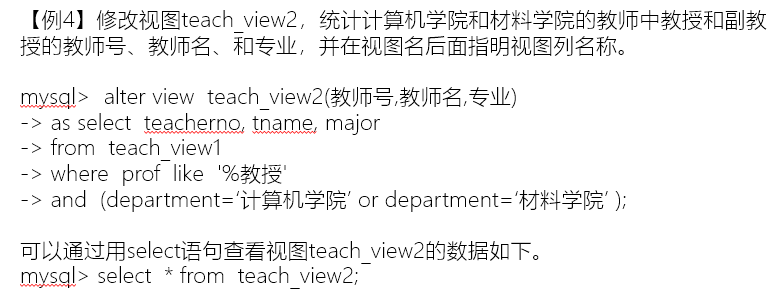 【例4】修改视图teach_view2，统计计算机学院和材料学院的教师中教授和副教
授的教师号、教师名、和专业，并在视图名后面指明视图列名称。
mysql> alter view teach_view2(教师号,教师名,专业)
-> as select teacherno, tname, major
-> from teach_view1
-> where prof like '%教授'
-> and (department=‘计算机学院’ or department=‘材料学院’ );
可以通过用select语句查看视图teach_view2的数据如下。
mysql> select * from teach_view2;